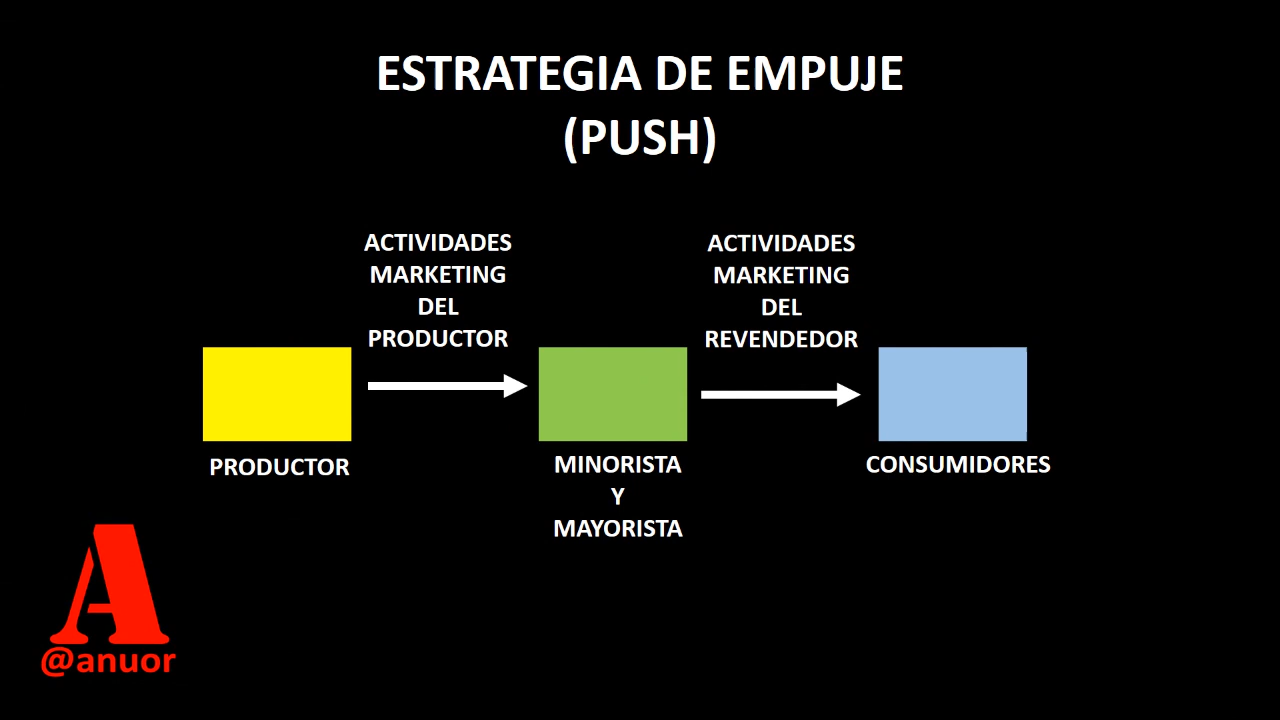 ESTRATEGIA DE EMPUJE
(PUSH)
ACTIVIDADES
MARKETING
DEL
PRODUCTOR
ACTIVIDADES
MARKETING
DEL
REVENDEDOR
PRODUCTOR
MINORISTA
Y
MAYORISTA
CONSUMIDORES
A
@anuor